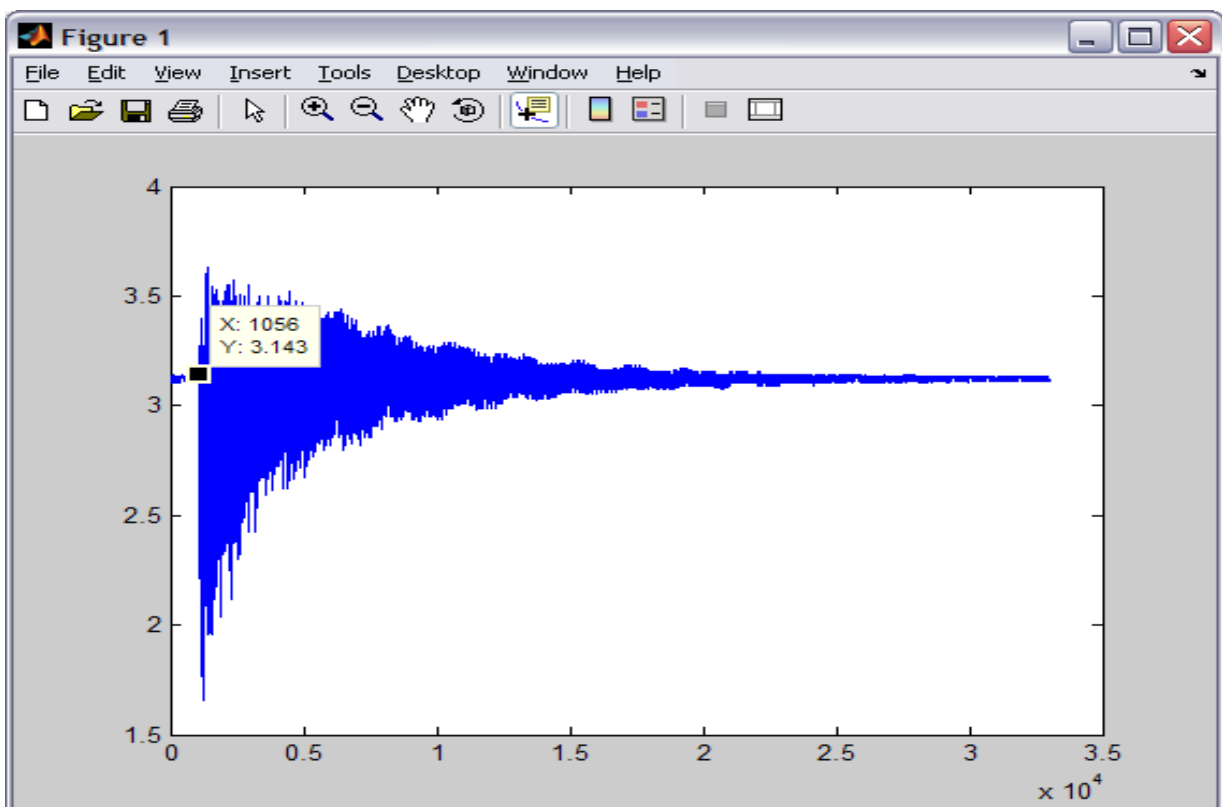 Figure 1
File Edit View Insert Tools Desktop Window Help
4
3.5
3
2.5
2
1.5
X: 1056
Y: 3.143
0 0.5 1 1.5 2 2.5 3 3.5
x 10^4